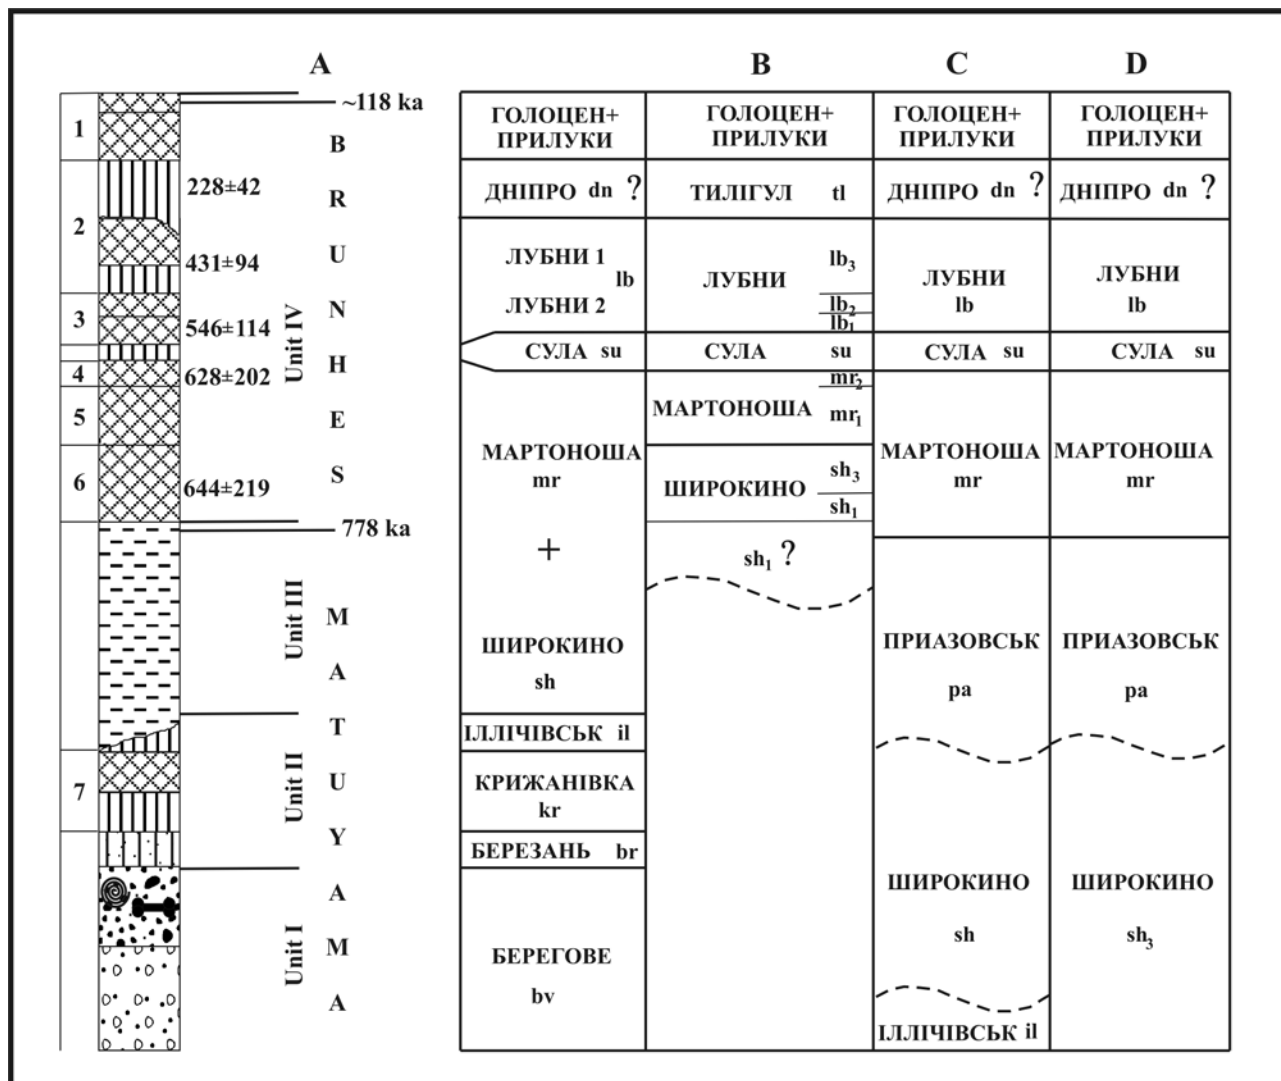 A
B
C
D
1
2
3
4
5
6
7
228±42
431±94
546±114
628±202
644±219
~118 ka
778 ka
Unit IV
Unit III
Unit II
Unit I
BRUNHES
MATUYAMA
ГОЛОЦЕН+
ПРИЛУКИ
ДНІПРО dn ?
ЛУБНИ 1
lb
ЛУБНИ 2
СУЛА su
МАРТОНОША
mr
+
ШИРОКИНО
sh
ІЛЛІЧІВСЬК il
КРИЖАНІВКА
kr
БЕРЕЗАНЬ br
БЕРЕГОВЕ
bv
ГОЛОЦЕН+
ПРИЛУКИ
ТИЛІГУЛ tl
ЛУБНИ
lb₃
lb₂
lb₁
СУЛА su
mr₂
МАРТОНОША mr₁
sh₃
ШИРОКИНО
sh₁
sh₁ ?
ГОЛОЦЕН+
ПРИЛУКИ
ДНІПРО dn ?
ЛУБНИ
lb
СУЛА su
МАРТОНОША
mr
ПРИАЗОВСЬК
pa
ШИРОКИНО
sh
ІЛЛІЧІВСЬК il
ГОЛОЦЕН+
ПРИЛУКИ
ДНІПРО dn ?
ЛУБНИ
lb
СУЛА su
МАРТОНОША
mr
ПРИАЗОВСЬК
pa
ШИРОКИНО
sh₃